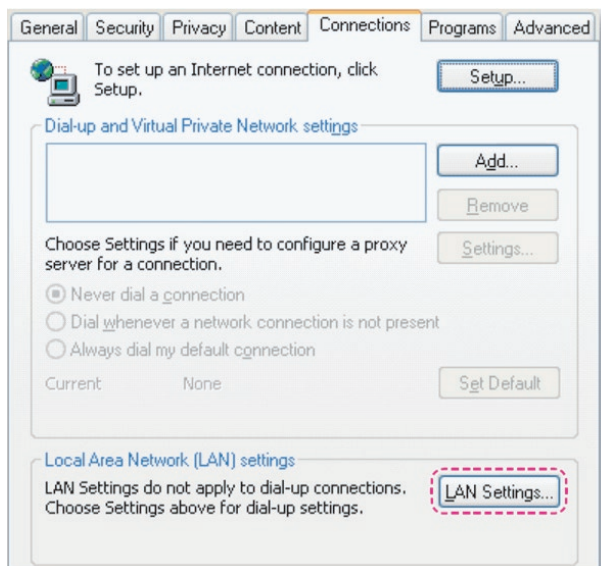 General Security Privacy Content Connections Programs Advanced
To set up an Internet connection, click
Setup.
Setup...
Dial-up and Virtual Private Network settings
Add...
Remove
Choose Settings if you need to configure a proxy
server for a connection.
Settings...
Never dial a connection
Dial whenever a network connection is not present
Always dial my default connection
Current None
Set Default
Local Area Network (LAN) settings
LAN Settings do not apply to dial-up connections.
Choose Settings above for dial-up settings.
LAN Settings...